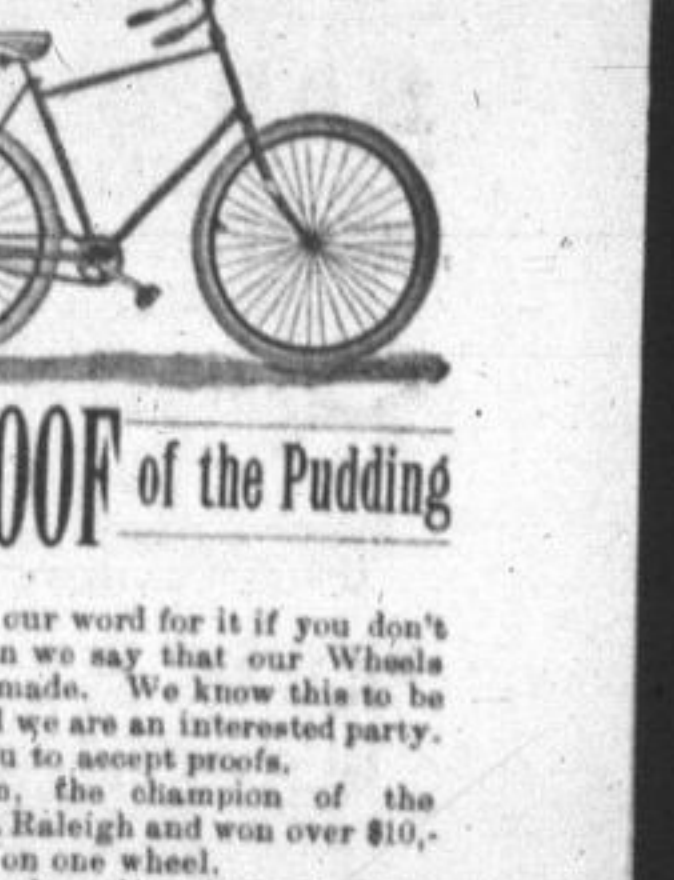 OOF of the Pudding
our word for it if you don't
n we say that our Wheels
made. We know this to be
l we are an interested party.
u to accept proofs.
n, the champion of the
. Raleigh and won over $10,-
on one wheel.